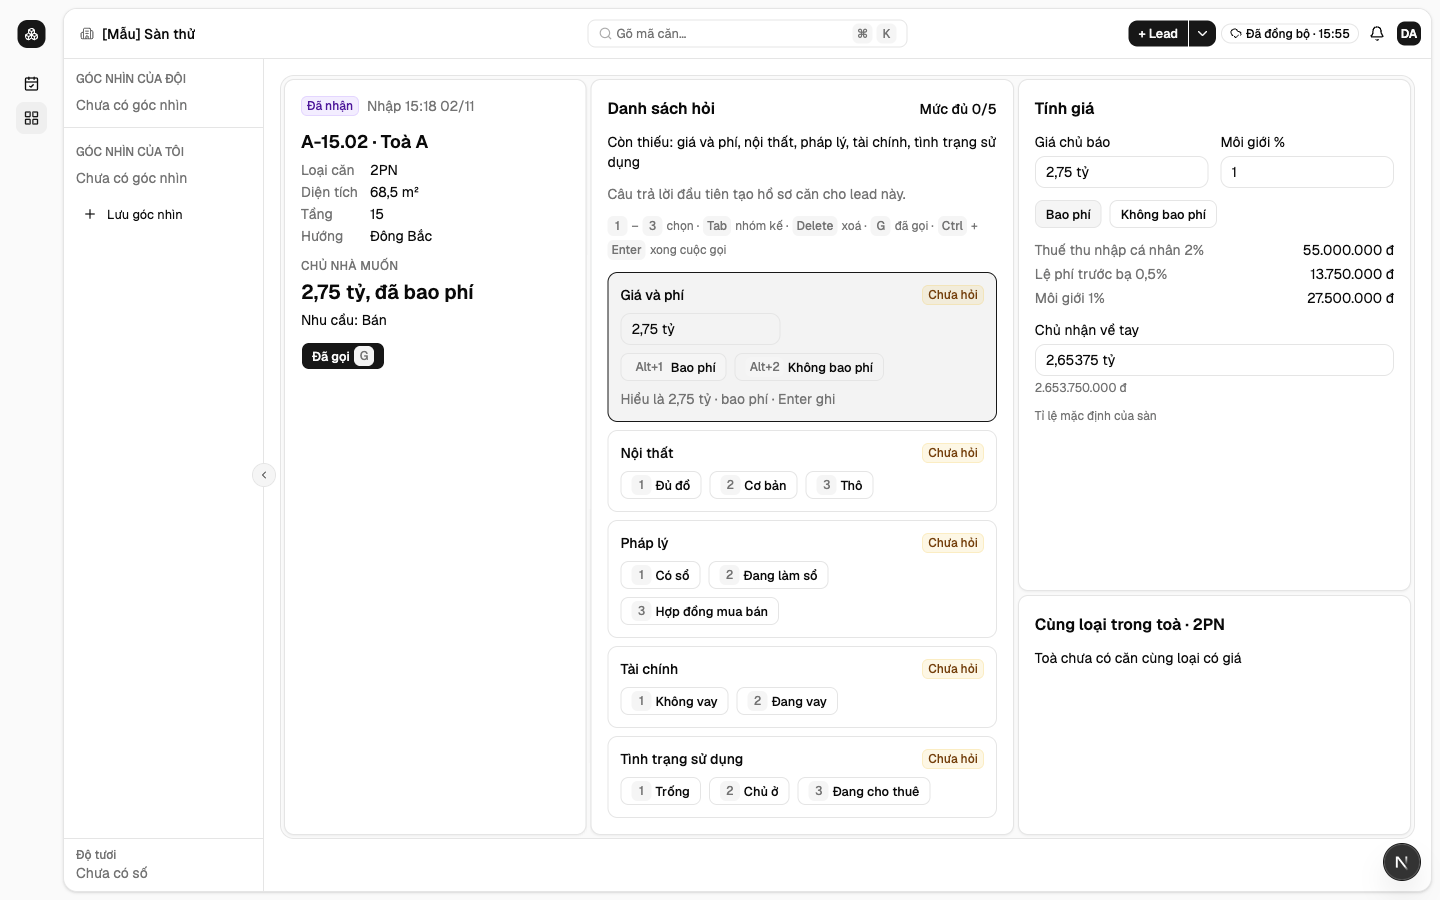 [Mẫu] Sàn thử
Gõ mã căn…
⌘ K
+ Lead
Đã đồng bộ · 15:55
DA
GÓC NHÌN CỦA ĐỘI
Chưa có góc nhìn
GÓC NHÌN CỦA TÔI
Chưa có góc nhìn
+ Lưu góc nhìn
Độ tươi
Chưa có số
Đã nhận Nhập 15:18 02/11
A-15.02 · Toà A
Loại căn 2PN
Diện tích 68,5 m²
Tầng 15
Hướng Đông Bắc
CHỦ NHÀ MUỐN
2,75 tỷ, đã bao phí
Nhu cầu: Bán
Đã gọi G
Danh sách hỏi Mức đủ 0/5
Còn thiếu: giá và phí, nội thất, pháp lý, tài chính, tình trạng sử
dụng
Câu trả lời đầu tiên tạo hồ sơ căn cho lead này.
1 – 3 chọn · Tab nhóm kế · Delete xoá · G đã gọi · Ctrl +
Enter xong cuộc gọi
Giá và phí Chưa hỏi
2,75 tỷ
Alt+1 Bao phí Alt+2 Không bao phí
Hiểu là 2,75 tỷ · bao phí · Enter ghi
Nội thất Chưa hỏi
1 Đủ đồ 2 Cơ bản 3 Thô
Pháp lý Chưa hỏi
1 Có sổ 2 Đang làm sổ
3 Hợp đồng mua bán
Tài chính Chưa hỏi
1 Không vay 2 Đang vay
Tình trạng sử dụng Chưa hỏi
1 Trống 2 Chủ ở 3 Đang cho thuê
Tính giá
Giá chủ báo Môi giới %
2,75 tỷ 1
Bao phí Không bao phí
Thuế thu nhập cá nhân 2% 55.000.000 đ
Lệ phí trước bạ 0,5% 13.750.000 đ
Môi giới 1% 27.500.000 đ
Chủ nhận về tay
2,65375 tỷ
2.653.750.000 đ
Tỉ lệ mặc định của sàn
Cùng loại trong toà · 2PN
Toà chưa có căn cùng loại có giá
N